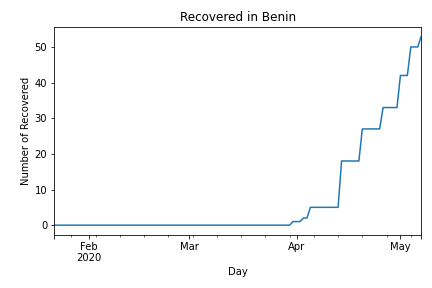 Recovered in Benin
Number of Recovered
50
40
30
20
10
0
Feb
2020
Mar
Apr
May
Day